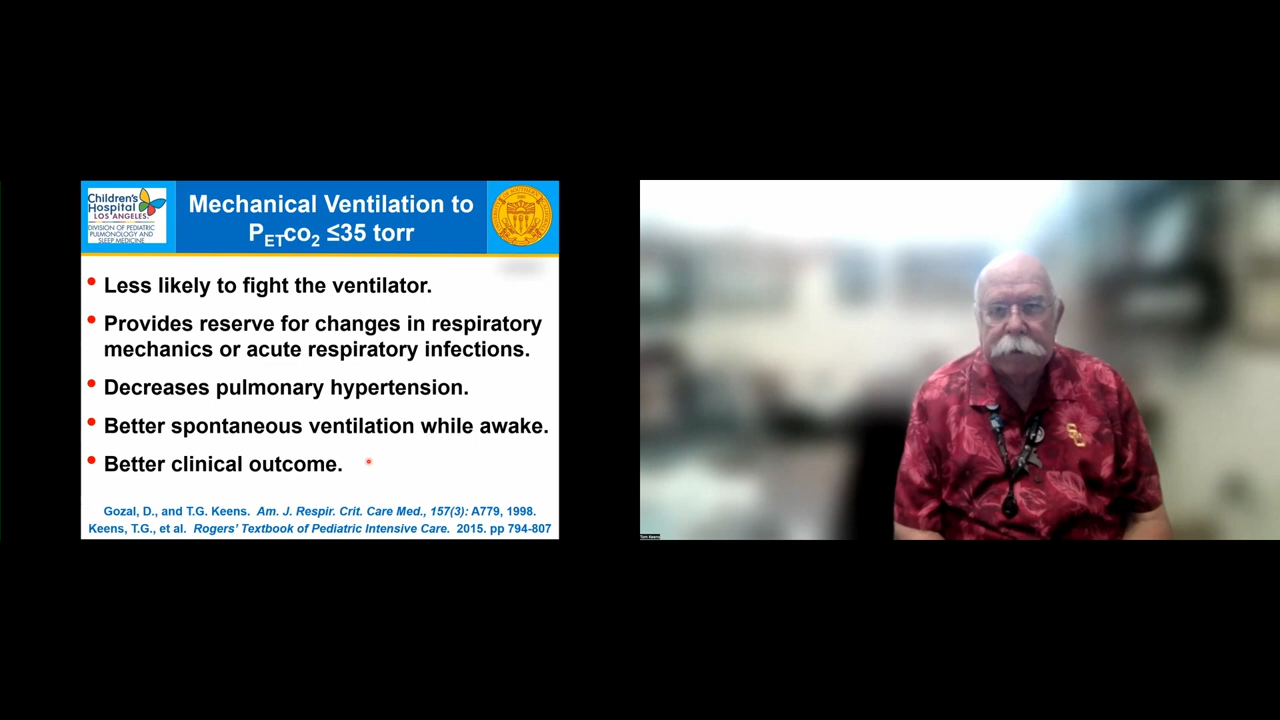 Children's
Hospital
LOS ANGELES
DIVISION OF PEDIATRIC
PULMONOLOGY AND
SLEEP MEDICINE
Mechanical Ventilation to
PETco2 ≤35 torr
• Less likely to fight the ventilator.
• Provides reserve for changes in respiratory
mechanics or acute respiratory infections.
• Decreases pulmonary hypertension.
• Better spontaneous ventilation while awake.
• Better clinical outcome.
Gozal, D., and T.G. Keens. Am. J. Respir. Crit. Care Med., 157(3): A779, 1998.
Keens, T.G., et al. Rogers' Textbook of Pediatric Intensive Care. 2015. pp 794-807
SC
Tom Keens